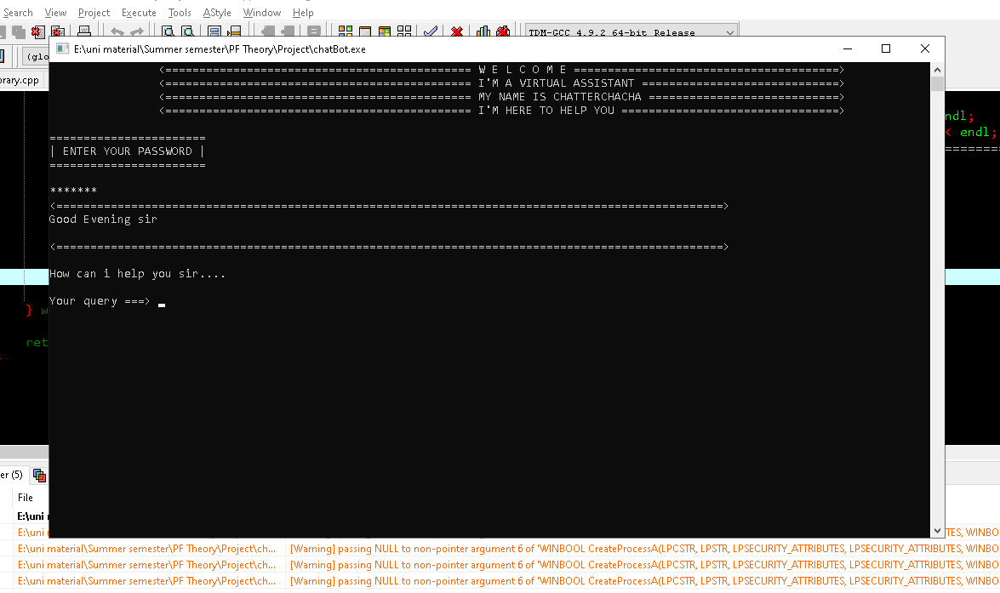 Search View Project Execute Tools AStyle Window Help
TDM-GCC 4.9.2 64-bit Release
(glo
E:\uni material\Summer semester\PF Theory\Project\chatBot.exe
rary.cpp
<============================================= W E L C O M E =======================================>
<============================================= I'M A VIRTUAL ASSISTANT =============================>
<============================================= MY NAME IS CHATTERCHACHA ============================>
<============================================= I'M HERE TO HELP YOU ================================>
ndl;
< endl;
=======================
| ENTER YOUR PASSWORD |
=======================
*******
<==================================================================================================>
Good Evening sir
<==================================================================================================>
How can i help you sir....
Your query ===>
} w
ret
er (5)
File
E:\uni
E:\uni
TES, WINBO
E:\uni material\Summer semester\PF Theory\Project\ch... [Warning] passing NULL to non-pointer argument 6 of 'WINBOOL CreateProcessA(LPCSTR, LPSTR, LPSECURITY_ATTRIBUTES, LPSECURITY_ATTRIBUTES, WINBO
E:\uni material\Summer semester\PF Theory\Project\ch... [Warning] passing NULL to non-pointer argument 6 of 'WINBOOL CreateProcessA(LPCSTR, LPSTR, LPSECURITY_ATTRIBUTES, LPSECURITY_ATTRIBUTES, WINBO
E:\uni material\Summer semester\PF Theory\Project\ch... [Warning] passing NULL to non-pointer argument 6 of 'WINBOOL CreateProcessA(LPCSTR, LPSTR, LPSECURITY_ATTRIBUTES, LPSECURITY_ATTRIBUTES, WINBO